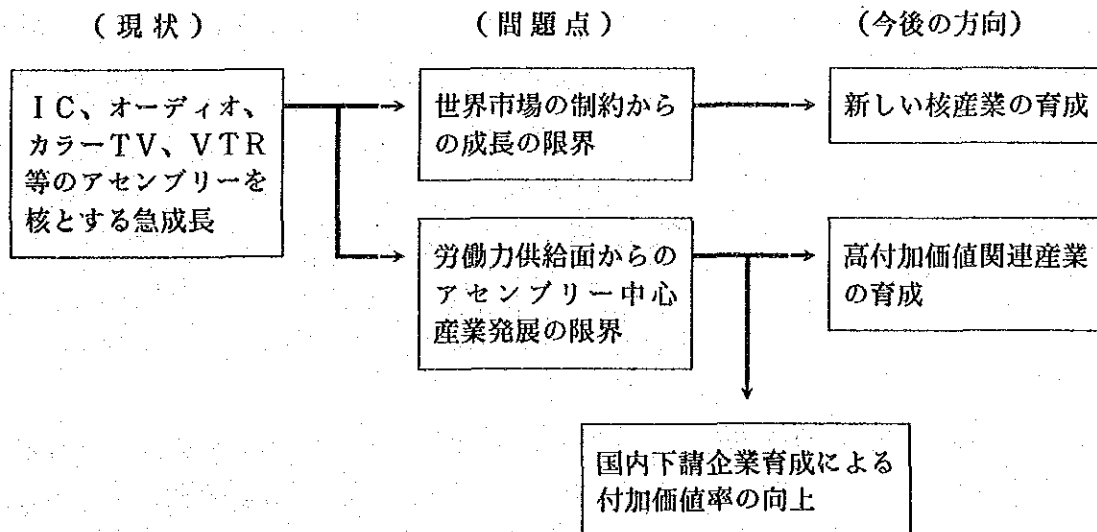 (現状)
(問題点)
(今後の方向)
IC、オーディオ、
カラーTV、VTR
等のアセンブリーを
核とする急成長
世界市場の制約から
の成長の限界
新しい核産業の育成
労働力供給面からの
アセンブリー中心
産業発展の限界
高付加価値関連産業
の育成
国内下請企業育成による
付加価値率の向上